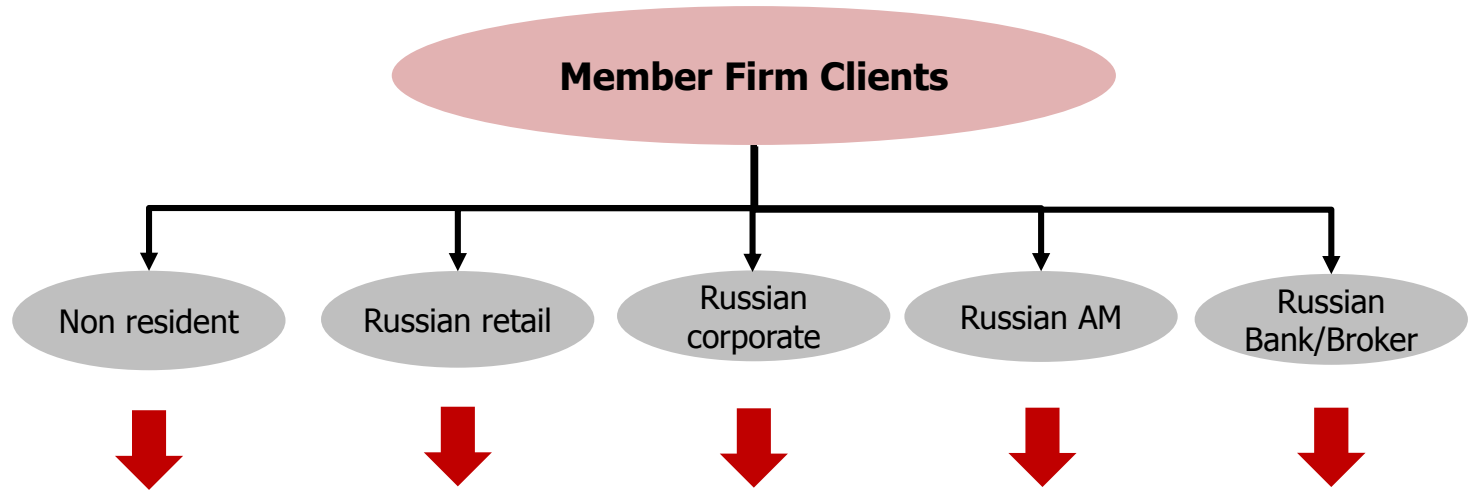 Member Firm Clients
Non resident
Russian retail
Russian
corporate
Russian AM
Russian
Bank/Broker